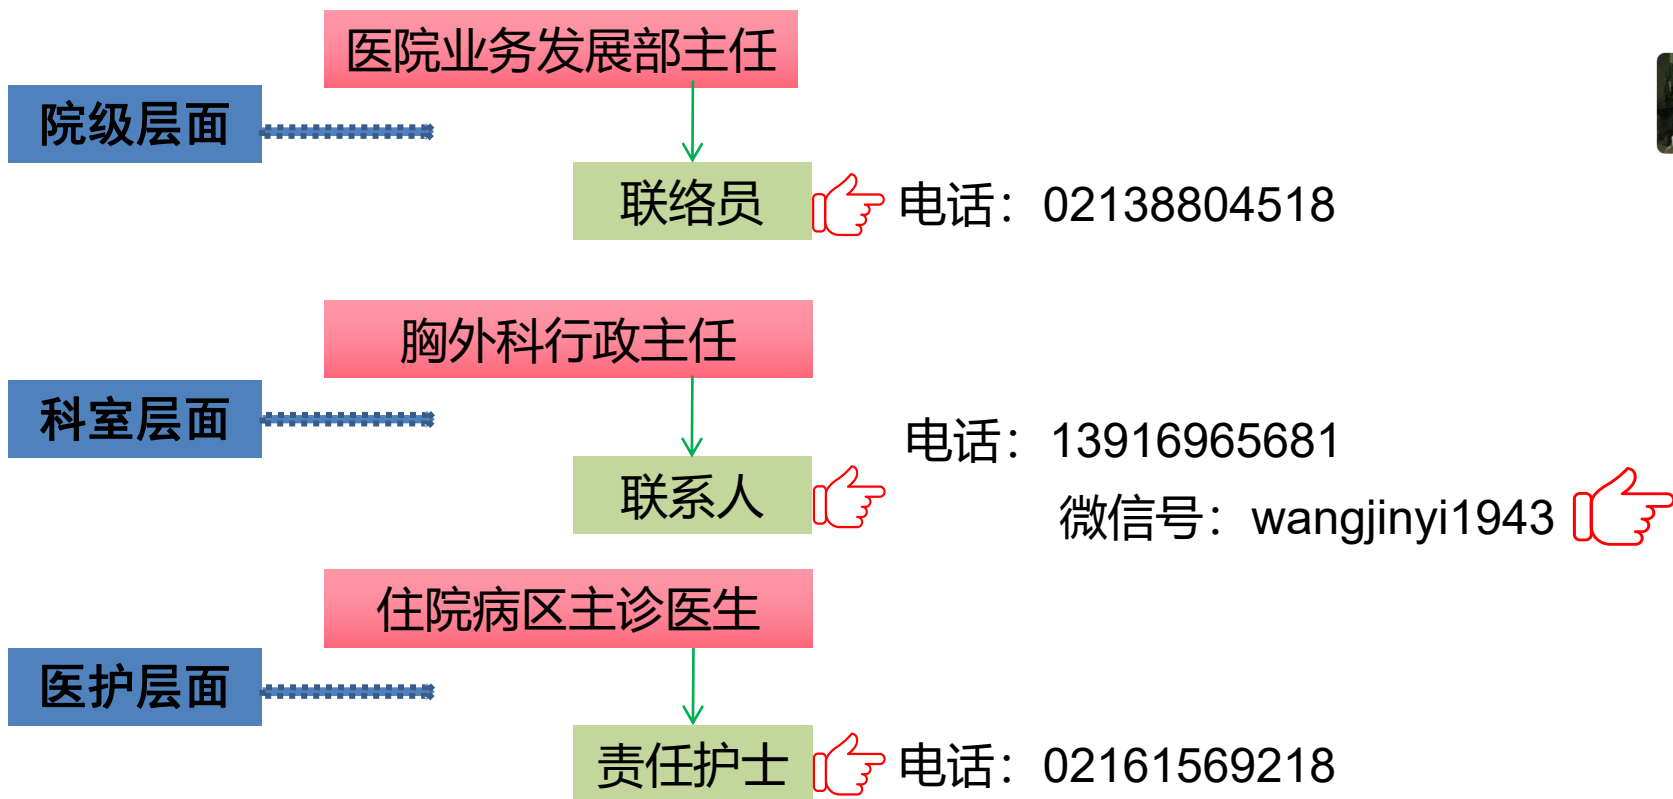 医院业务发展部主任
院级层面
联络员
电话：02138804518
胸外科行政主任
科室层面
电话：13916965681
联系人
微信号：wangjinyi1943
住院病区主诊医生
医护层面
责任护士
电话：02161569218